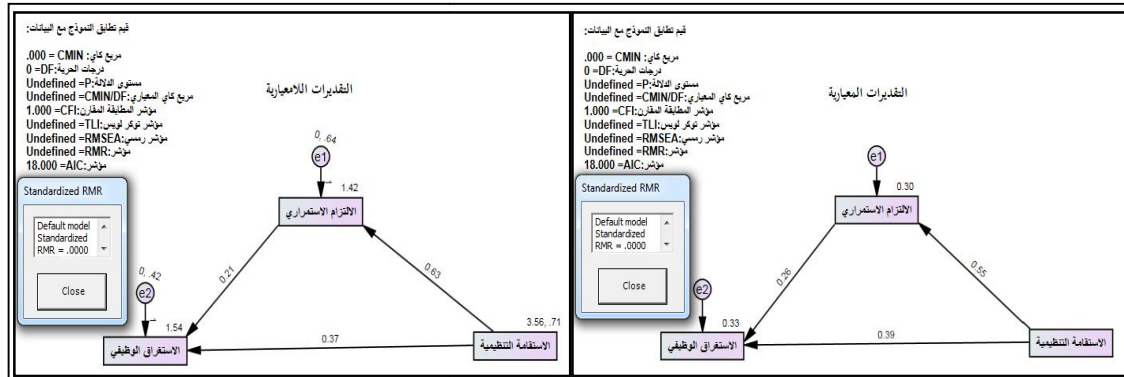 قيم تطابق النموذج مع البيانات:
مربع كاي: CMIN = .000
درجات الحرية:DF= 0
مستوى الدلالة:P= Undefined
مربع كاي المعياري:CMIN/DF= Undefined
مؤشر المطابقة المقارن:CFI= 1.000
مؤشر توكر لويس:TLI= Undefined
مؤشر رمسي:RMSEA= Undefined
مؤشر:RMR= Undefined
مؤشر:AIC= 18.000
التقديرات اللامعيارية
0, .64
e1
1
1.42
الالتزام الاستمراري
Standardized RMR
Default model
Standardized
RMR = .0000
Close
0, .42
e2
1
1.54
الاستغراق الوظيفي
0.21
0.63
0.37
3.56, .71
الاستقامة التنظيمية
قيم تطابق النموذج مع البيانات:
مربع كاي: CMIN = .000
درجات الحرية:DF= 0
مستوى الدلالة:P= Undefined
مربع كاي المعياري:CMIN/DF= Undefined
مؤشر المطابقة المقارن:CFI= 1.000
مؤشر توكر لويس:TLI= Undefined
مؤشر رمسي:RMSEA= Undefined
مؤشر:RMR= Undefined
مؤشر:AIC= 18.000
التقديرات المعيارية
e1
0.30
الالتزام الاستمراري
Standardized RMR
Default model
Standardized
RMR = .0000
Close
e2
0.33
الاستغراق الوظيفي
0.26
0.55
0.39
الاستقامة التنظيمية